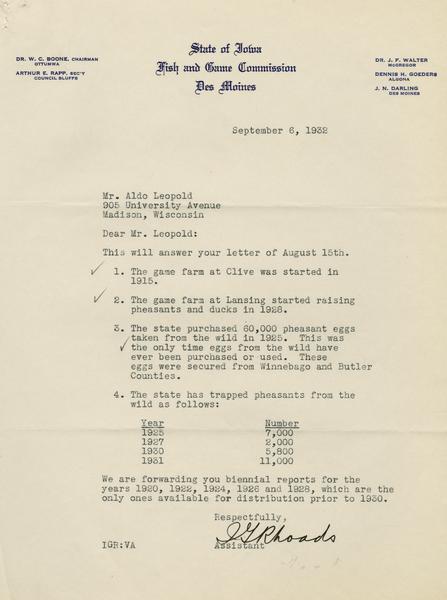 State of Iowa
Fish and Game Commission
Des Moines
DR. W. C. BOONE, CHAIRMAN
OTTUMWA
ARTHUR E. RAPP, SEC'Y
COUNCIL BLUFFS
DR. J. F. WALTER
McGREGOR
DENNIS H. GOEDERS
ALGONA
J. N. DARLING
DES MOINES
September 6, 1932
Mr. Aldo Leopold
905 University Avenue
Madison, Wisconsin
Dear Mr. Leopold:
This will answer your letter of August 15th.
1. The game farm at Clive was started in
1915.
2. The game farm at Lansing started raising
pheasants and ducks in 1928.
3. The state purchased 60,000 pheasant eggs
taken from the wild in 1925. This was
the only time eggs from the wild have
ever been purchased or used. These
eggs were secured from Winnebago and Butler
Counties.
4. The state has trapped pheasants from the
wild as follows:
Year Number
1925 7,000
1927 2,000
1930 5,800
1931 11,000
We are forwarding you biennial reports for the
years 1920, 1922, 1924, 1926 and 1928, which are the
only ones available for distribution prior to 1930.
Respectfully,
I G Rhoads
IGR:VA Assistant